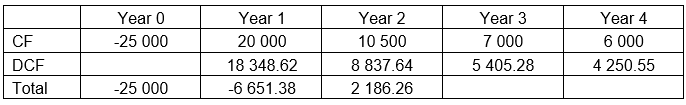 Year 0 Year 1 Year 2 Year 3 Year 4
CF -25 000 20 000 10 500 7 000 6 000
DCF 18 348.62 8 837.64 5 405.28 4 250.55
Total -25 000 -6 651.38 2 186.26